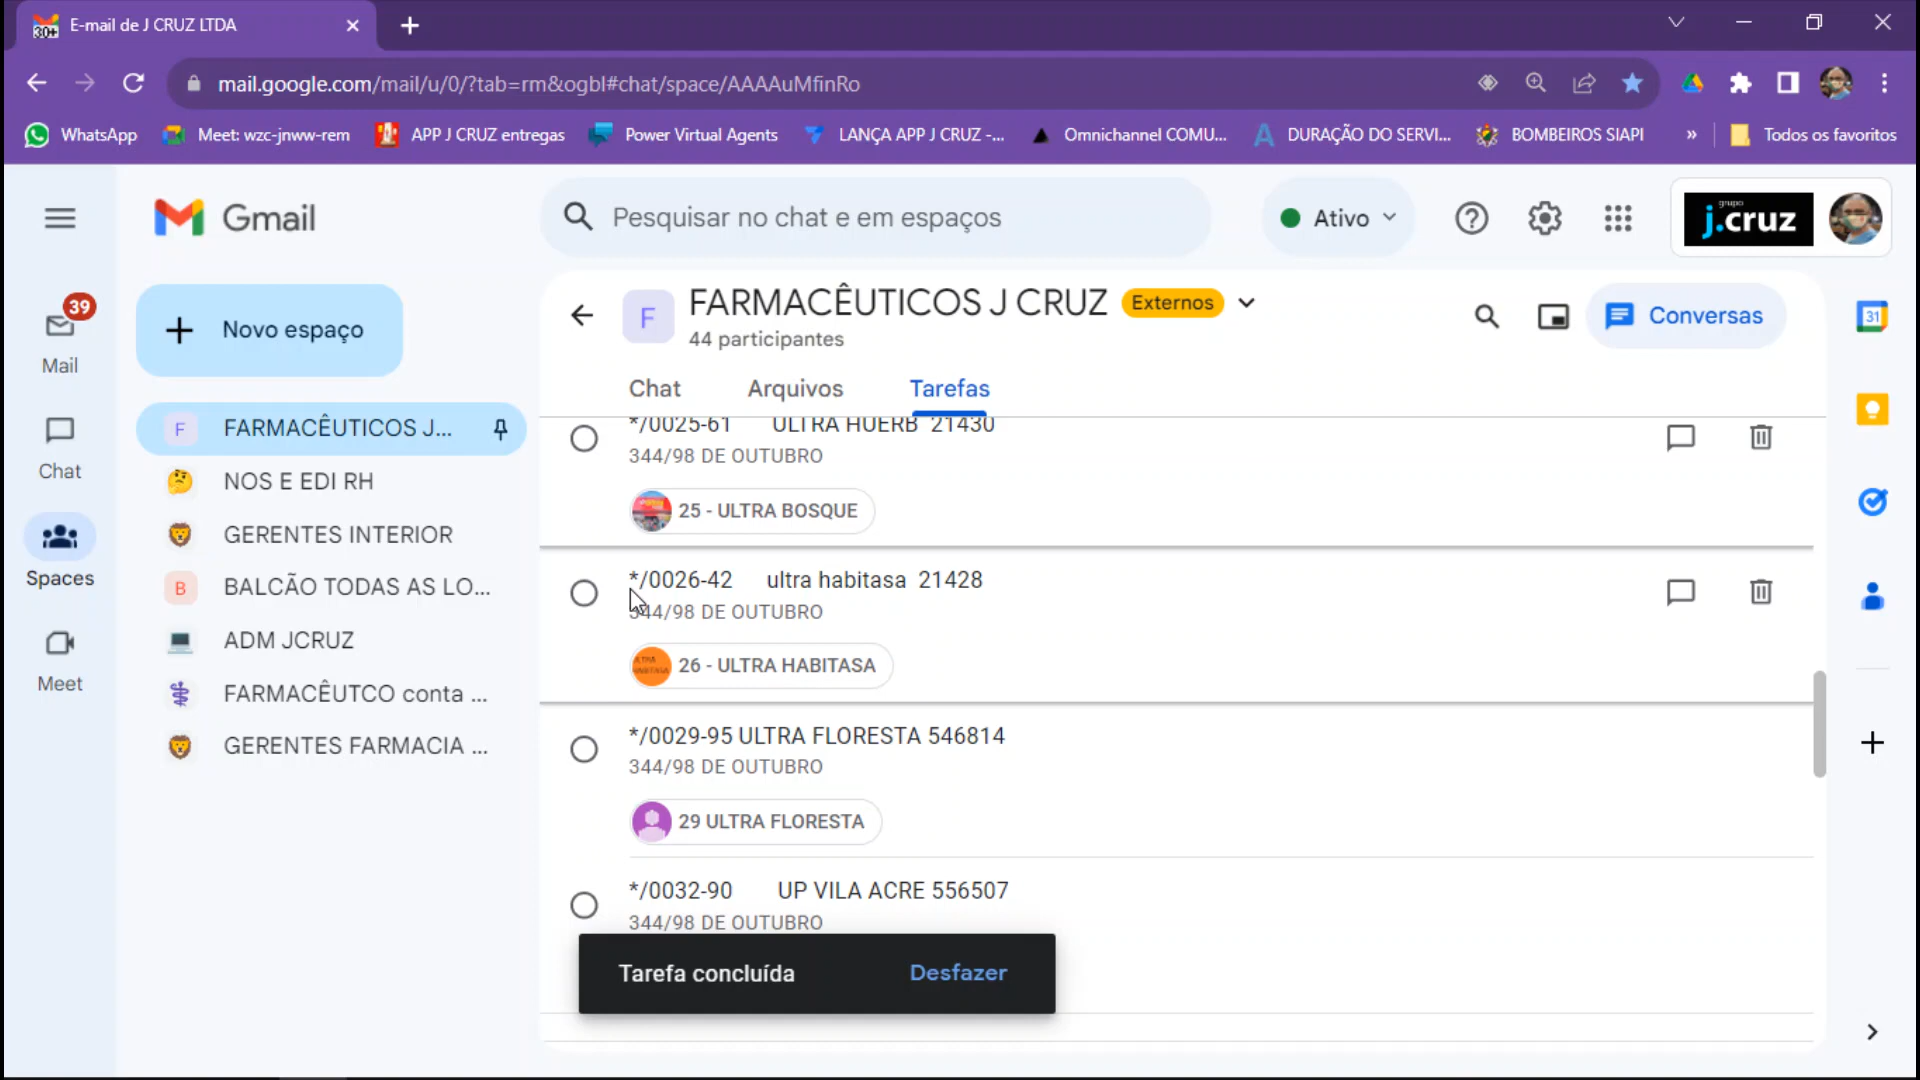 30+
E-mail de J CRUZ LTDA
mail.google.com/mail/u/0/?tab=rm&ogbl#chat/space/AAAAuMfinRo
WhatsApp
Meet: wzc-jnww-rem
APP J CRUZ entregas
Power Virtual Agents
LANÇA APP J CRUZ -...
Omnichannel COMU...
DURAÇÃO DO SERVI...
BOMBEIROS SIAPI
»
Todos os favoritos
Gmail
Pesquisar no chat e em espaços
Ativo
grupo
j.cruz
39
Mail
Chat
Spaces
Meet
Novo espaço
F FARMACÊUTICOS J...
NOS E EDI RH
GERENTES INTERIOR
B BALCÃO TODAS AS LO...
ADM JCRUZ
FARMACÊUTCO conta ...
GERENTES FARMACIA ...
F
FARMACÊUTICOS J CRUZ Externos
44 participantes
Conversas
Chat Arquivos Tarefas
*/0025-61 ULTRA HUERB 21430
344/98 DE OUTUBRO
25 - ULTRA BOSQUE
*/0026-42 ultra habitasa 21428
344/98 DE OUTUBRO
26 - ULTRA HABITASA
*/0029-95 ULTRA FLORESTA 546814
344/98 DE OUTUBRO
29 ULTRA FLORESTA
*/0032-90 UP VILA ACRE 556507
344/98 DE OUTUBRO
Tarefa concluída Desfazer
31